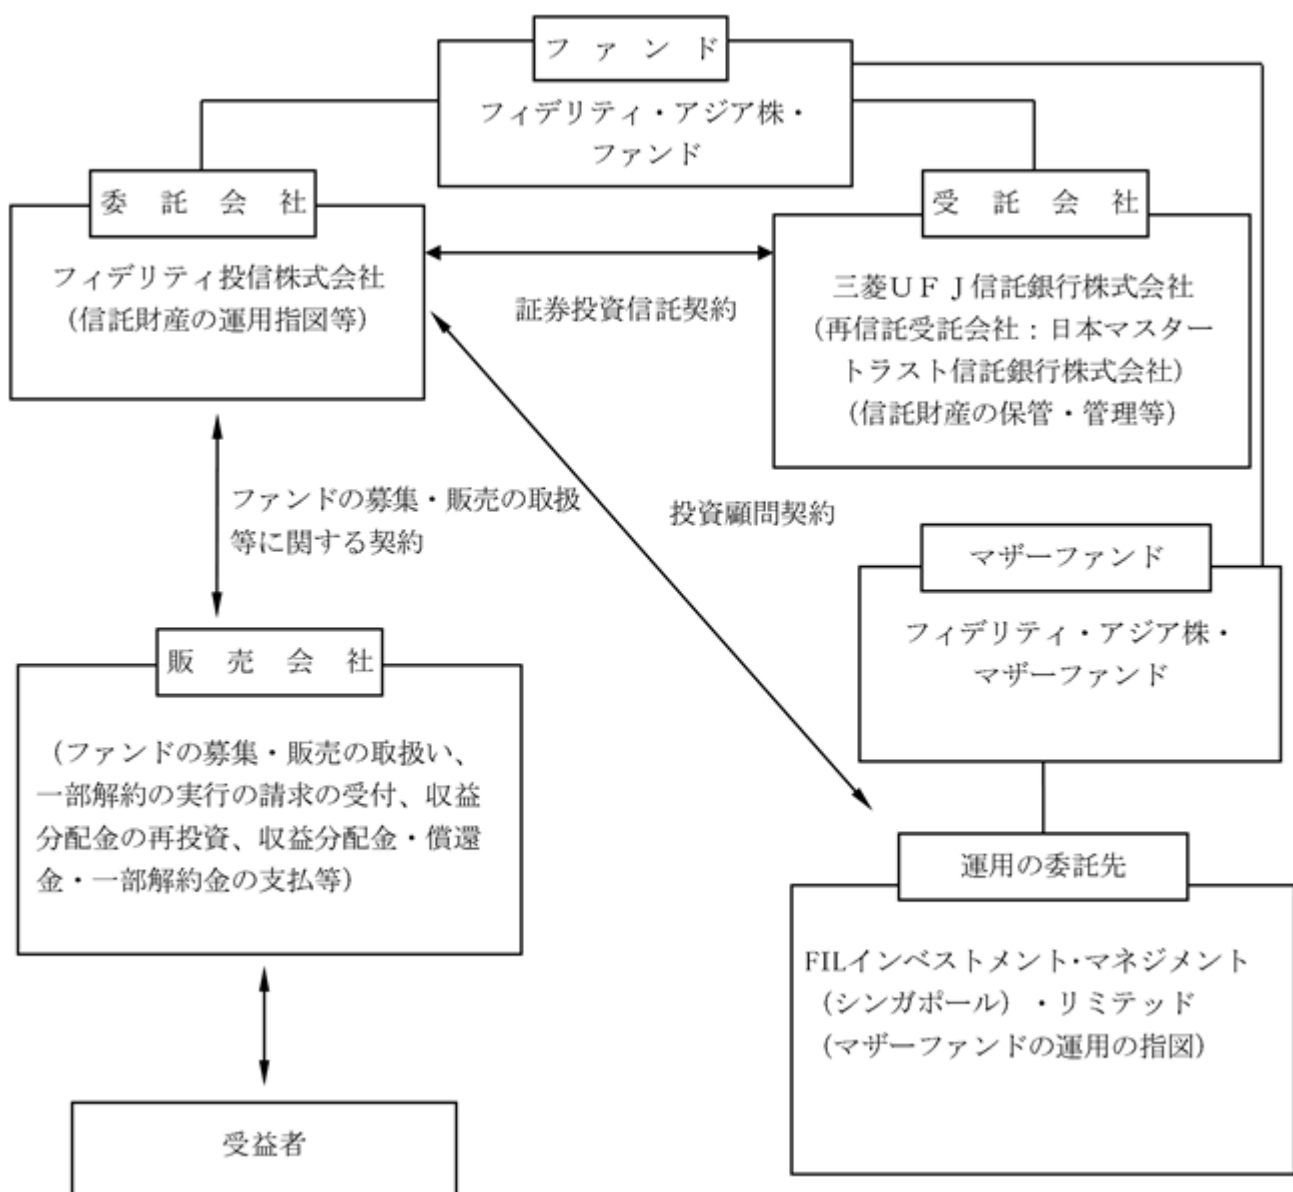 ファンド
フィデリティ・アジア株・
ファンド
委託会社
フィデリティ投信株式会社
(信託財産の運用指図等)
証券投資信託契約
受託会社
三菱ＵＦＪ信託銀行株式会社
(再信託受託会社：日本マスター
トラスト信託銀行株式会社)
(信託財産の保管・管理等)
ファンドの募集・販売の取扱
等に関する契約
投資顧問契約
マザーファンド
フィデリティ・アジア株・
マザーファンド
販売会社
（ファンドの募集・販売の取扱い、
一部解約の実行の請求の受付、収益
分配金の再投資、収益分配金・償還
金・一部解約金の支払等）
運用の委託先
FILインベストメント･マネジメント
（シンガポール）・リミテッド
（マザーファンドの運用の指図）
受益者